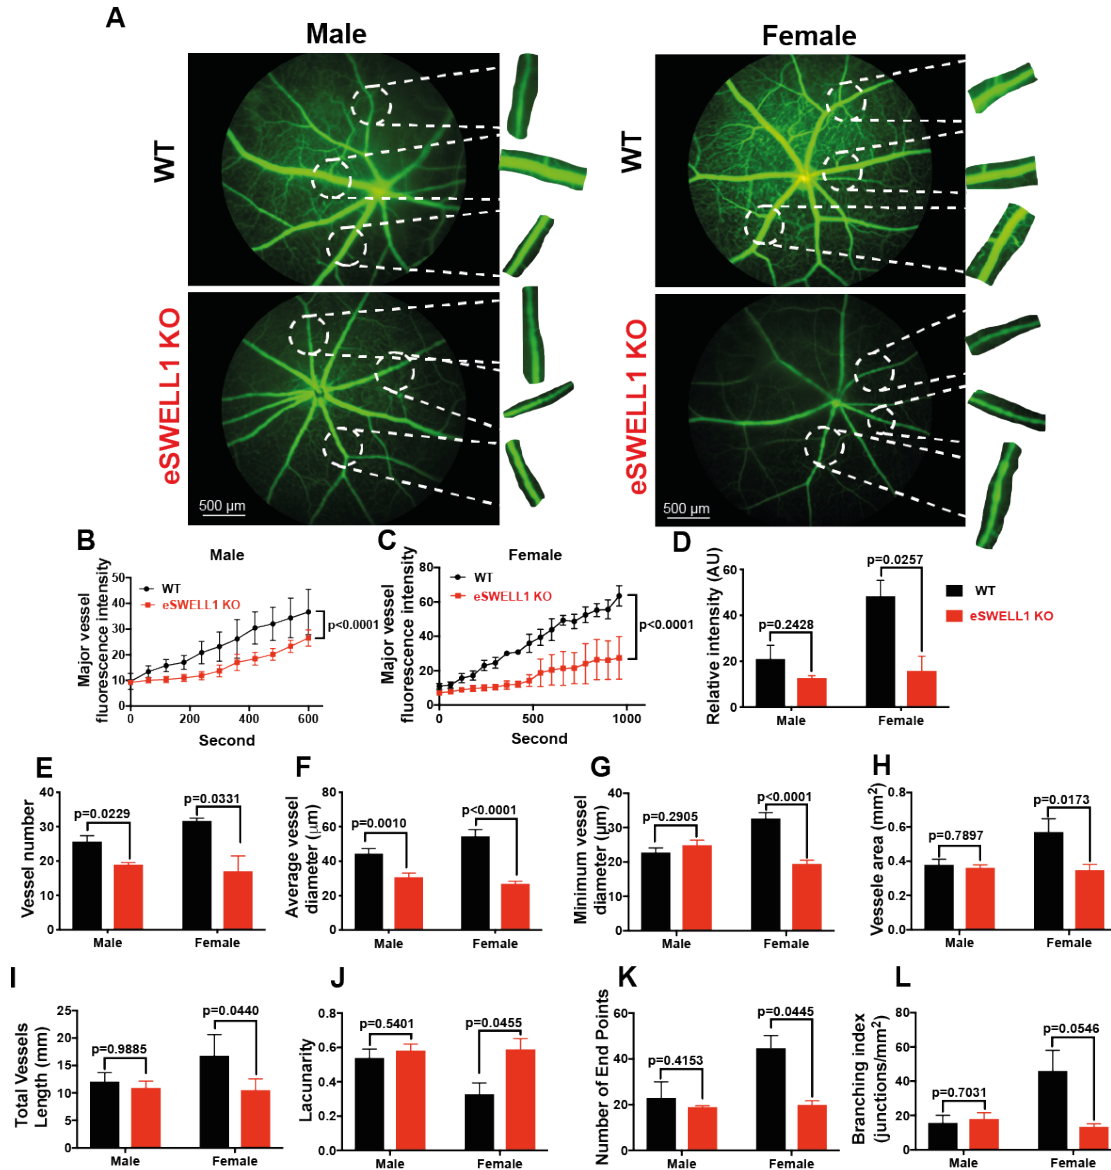 A
Male
Female
WT
WT
eSWELL1 KO
eSWELL1 KO
500 µm
500 µm
B
Male
Major vessel
fluorescence intensity
50
40
30
20
10
0
WT
eSWELL1 KO
p<0.0001
0
200
400
600
Second
C
Female
Major vessel
fluorescence intensity
80
60
40
20
0
WT
eSWELL1 KO
p<0.0001
0
500
1000
Second
D
Relative intensity (AU)
60
40
20
0
p=0.2428
p=0.0257
WT
eSWELL1 KO
Male
Female
E
Vessel number
40
30
20
10
0
p=0.0229
p=0.0331
Male
Female
F
Average vessel
diameter (µm)
80
60
40
20
0
p=0.0010
p<0.0001
Male
Female
G
Minimum vessel
diameter (µm)
40
30
20
10
0
p=0.2905
p<0.0001
Male
Female
H
Vessele area (mm²)
0.8
0.6
0.4
0.2
0.0
p=0.7897
p=0.0173
Male
Female
I
Total Vessels
Length (mm)
25
20
15
10
5
0
p=0.9885
p=0.0440
Male
Female
J
Lacunarity
0.8
0.6
0.4
0.2
0.0
p=0.5401
p=0.0455
Male
Female
K
Number of End Points
60
40
20
0
p=0.4153
p=0.0445
Male
Female
L
Branching index
(junctions/mm²)
80
60
40
20
0
p=0.7031
p=0.0546
Male
Female